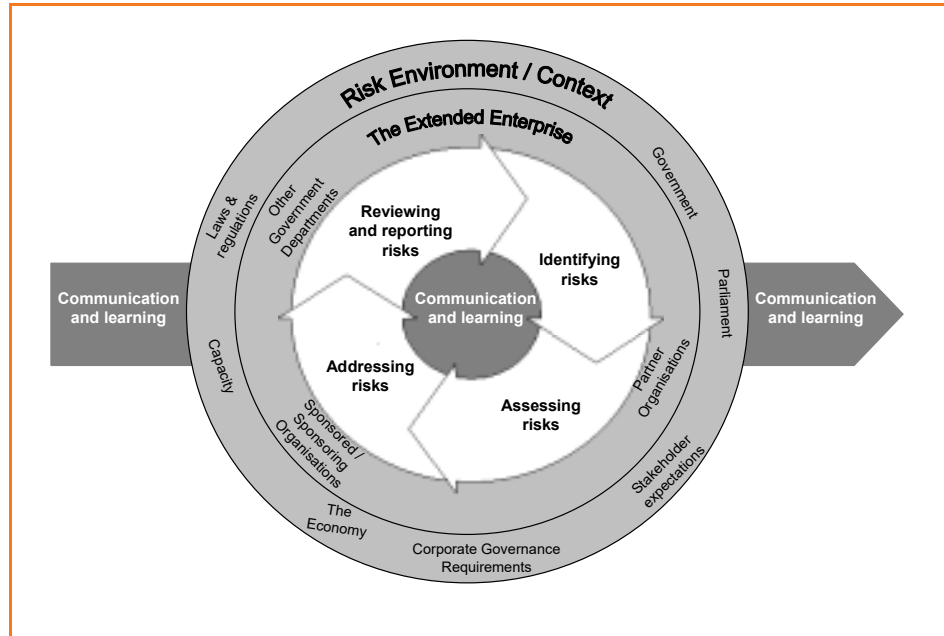 Risk Environment / Context
The Extended Enterprise
Government
Laws &
regulations
Other
Government
Departments
Reviewing
and reporting
risks
Identifying
risks
Communication
and learning
Communication
and learning
Communication
and learning
Parliament
Capacity
Addressing
risks
Assessing
risks
Partner
Organisations
Sponsored /
Sponsoring
Organisations
Stakeholder
expectations
The
Economy
Corporate Governance
Requirements